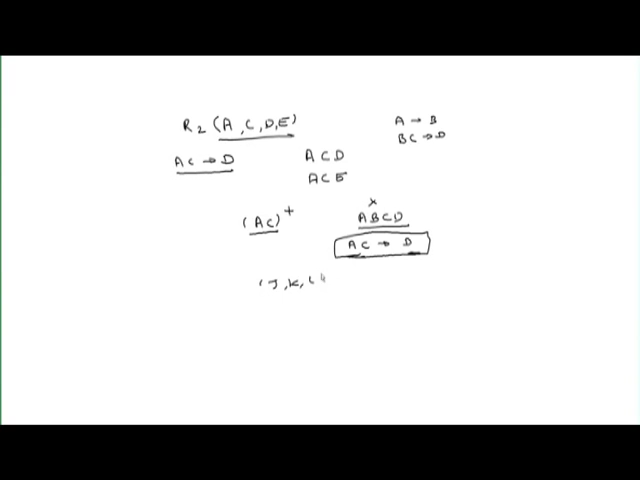 R2 (A, C, D, E)
A → B
BC → D
AC → D
ACD
ACE
(AC)+
x
ABCD
AC → D
(J, K, L